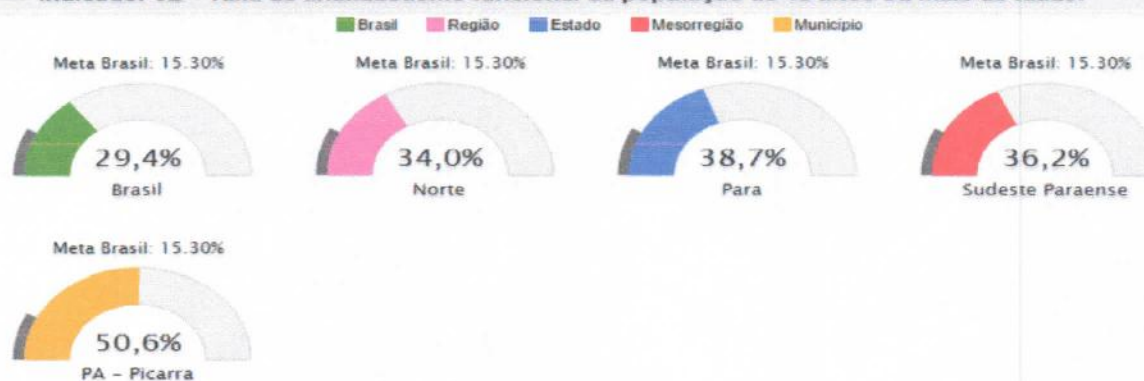 Brasil Região Estado Mesorregião Município
Meta Brasil: 15.30% Meta Brasil: 15.30% Meta Brasil: 15.30% Meta Brasil: 15.30%
29,4% 34,0% 38,7% 36,2%
Brasil Norte Para Sudeste Paraense
Meta Brasil: 15.30%
50,6%
PA – Picarra